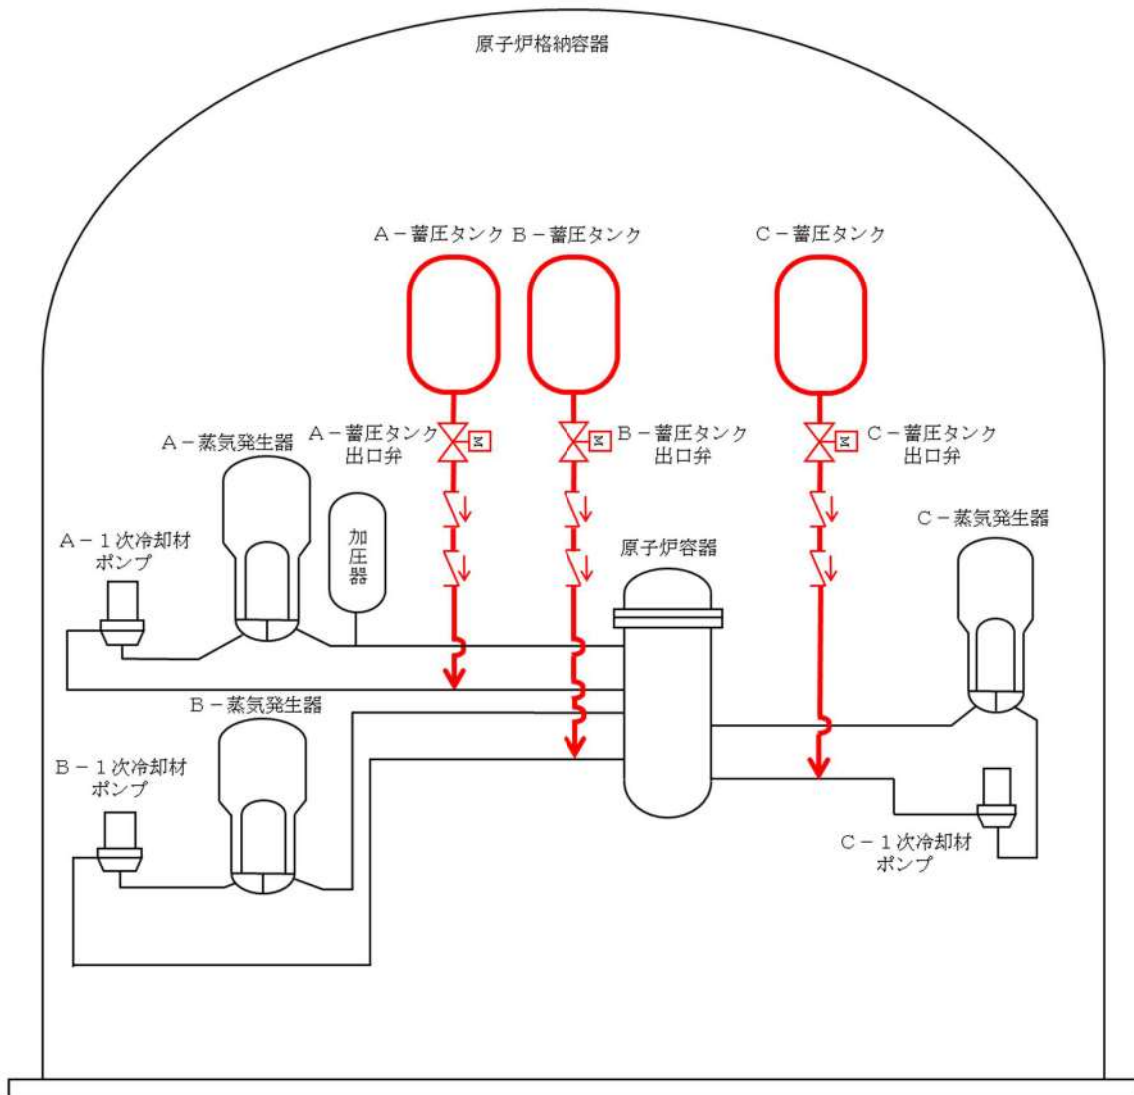 原子炉格納容器
A－蓄圧タンク
B－蓄圧タンク
C－蓄圧タンク
A－蒸気発生器
A－蓄圧タンク
出口弁
M
B－蓄圧タンク
出口弁
M
C－蓄圧タンク
出口弁
M
C－蒸気発生器
A－1次冷却材
ポンプ
加圧器
原子炉容器
B－蒸気発生器
B－1次冷却材
ポンプ
C－1次冷却材
ポンプ